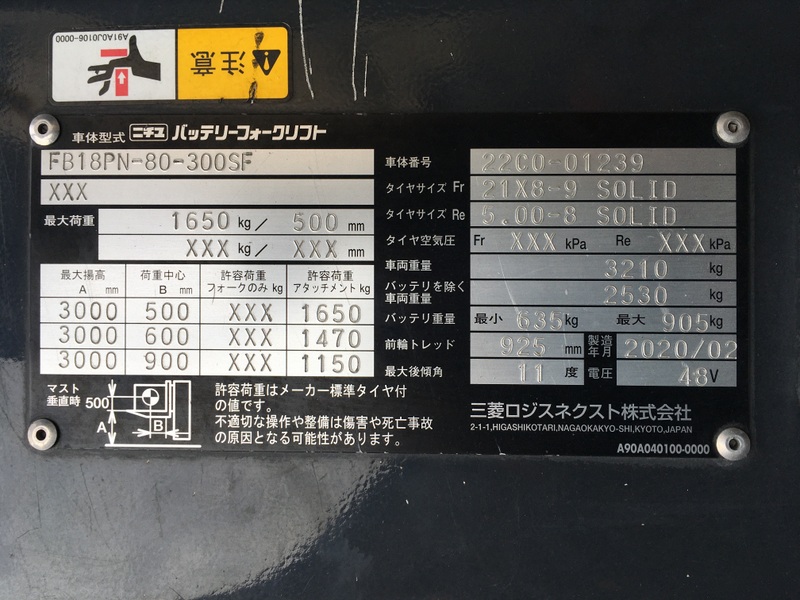 A91A0J0106-0000
注意
車体型式 ニチユ バッテリーフォークリフト
FB18PN-80-300SF
XXX
最大荷重 1650 kg / 500 mm
XXX kg / XXX mm
最大揚高 A mm 荷重中心 B mm 許容荷重 フォークのみ kg 許容荷重 アタッチメント kg
3000 500 XXX 1650
3000 600 XXX 1470
3000 900 XXX 1150
マスト
垂直時 500
A
B
許容荷重はメーカー標準タイヤ付
の値です。
不適切な操作や整備は傷害や死亡事故
の原因となる可能性があります。
車体番号 22C0-01239
タイヤサイズ Fr 21X8-9 SOLID
タイヤサイズ Re 5.00-8 SOLID
タイヤ空気圧 Fr XXX kPa Re XXX kPa
車両重量 3210 kg
バッテリを除く
車両重量 2530 kg
バッテリ重量 最小 635 kg 最大 905 kg
前輪トレッド 925 mm 製造年月 2020/02
最大後傾角 11 度 電圧 48 V
三菱ロジスネクスト株式会社
2-1-1,HIGASHIKOTARI,NAGAOKAKYO-SHI,KYOTO,JAPAN
A90A040100-0000